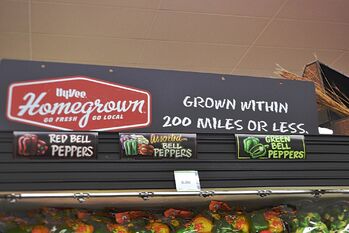 HyVee
Homegrown
GO FRESH GO LOCAL
GROWN WITHIN
200 MILES OR LESS.
RED BELL
PEPPERS
Assorted
BELL
PEPPERS
GREEN
BELL
PEPPERS